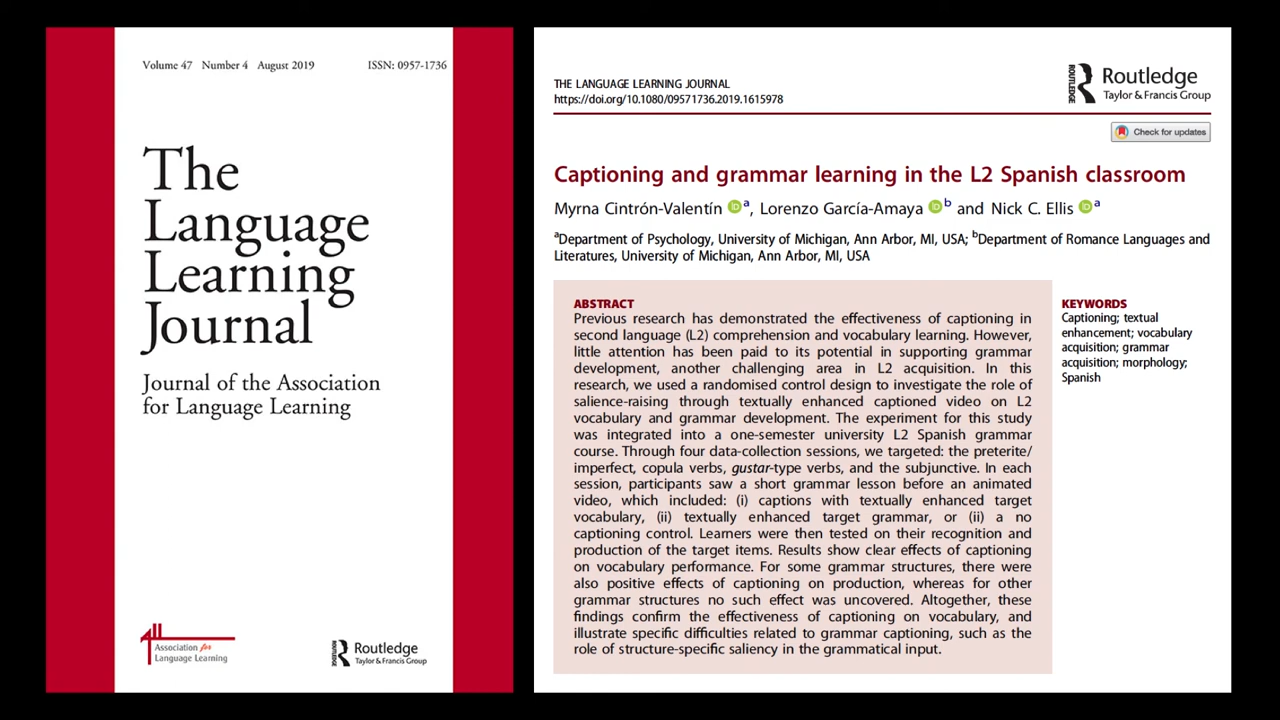 Volume 47 Number 4 August 2019 ISSN: 0957-1736
The
Language
Learning
Journal
Journal of the Association
for Language Learning
Association for
Language Learning
ROUTLEDGE
Routledge
Taylor & Francis Group
THE LANGUAGE LEARNING JOURNAL
https://doi.org/10.1080/09571736.2019.1615978
ROUTLEDGE
Routledge
Taylor & Francis Group
Check for updates
Captioning and grammar learning in the L2 Spanish classroom
Myrna Cintrón-Valentín iD a, Lorenzo García-Amaya iD b and Nick C. Ellis iD a
aDepartment of Psychology, University of Michigan, Ann Arbor, MI, USA; bDepartment of Romance Languages and
Literatures, University of Michigan, Ann Arbor, MI, USA
ABSTRACT
Previous research has demonstrated the effectiveness of captioning in
second language (L2) comprehension and vocabulary learning. However,
little attention has been paid to its potential in supporting grammar
development, another challenging area in L2 acquisition. In this
research, we used a randomised control design to investigate the role of
salience-raising through textually enhanced captioned video on L2
vocabulary and grammar development. The experiment for this study
was integrated into a one-semester university L2 Spanish grammar
course. Through four data-collection sessions, we targeted: the preterite/
imperfect, copula verbs, gustar-type verbs, and the subjunctive. In each
session, participants saw a short grammar lesson before an animated
video, which included: (i) captions with textually enhanced target
vocabulary, (ii) textually enhanced target grammar, or (ii) a no
captioning control. Learners were then tested on their recognition and
production of the target items. Results show clear effects of captioning
on vocabulary performance. For some grammar structures, there were
also positive effects of captioning on production, whereas for other
grammar structures no such effect was uncovered. Altogether, these
findings confirm the effectiveness of captioning on vocabulary, and
illustrate specific difficulties related to grammar captioning, such as the
role of structure-specific saliency in the grammatical input.
KEYWORDS
Captioning; textual
enhancement; vocabulary
acquisition; grammar
acquisition; morphology;
Spanish